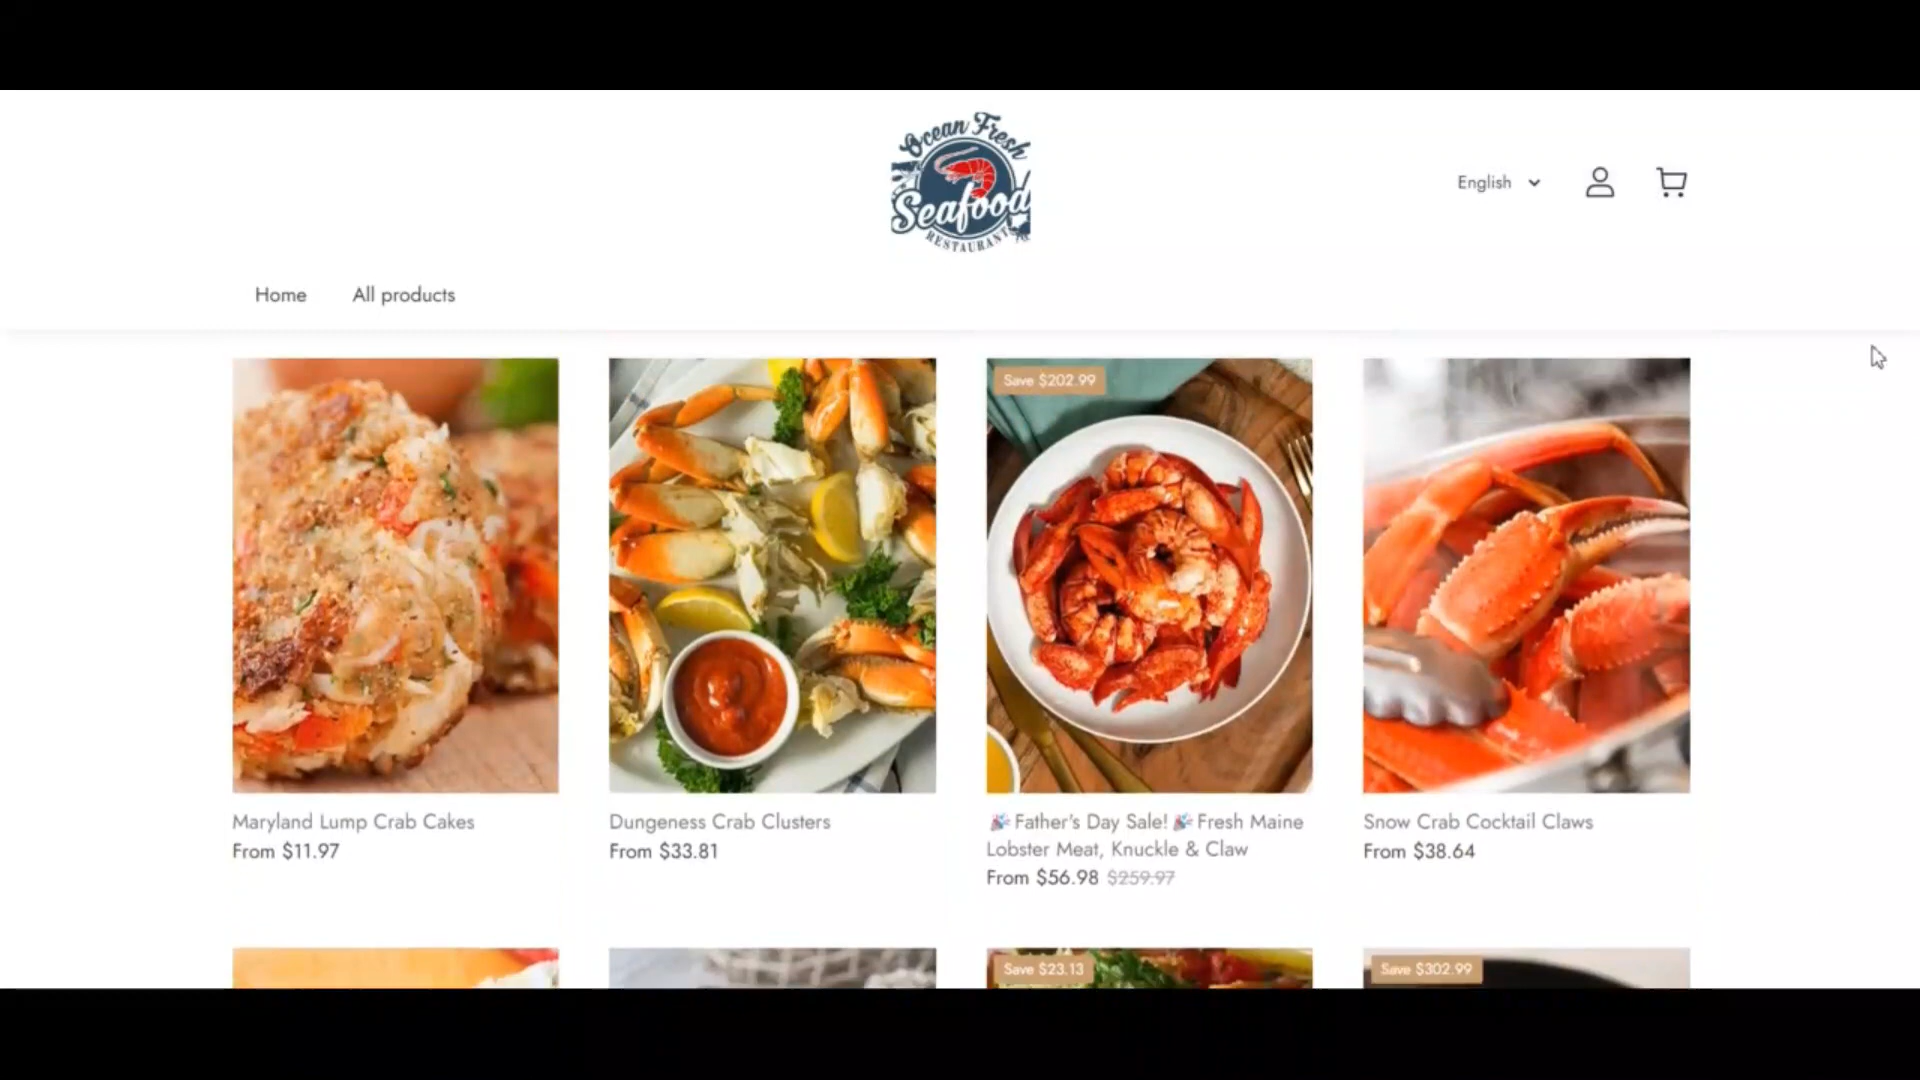 Ocean Fresh
Seafood
RESTAURANT
English
Home
All products
Save $202.99
Maryland Lump Crab Cakes
From $11.97
Dungeness Crab Clusters
From $33.81
🎉Father's Day Sale!🎉Fresh Maine
Lobster Meat, Knuckle & Claw
From $56.98 $259.97
Snow Crab Cocktail Claws
From $38.64
Save $23.13
Save $302.99